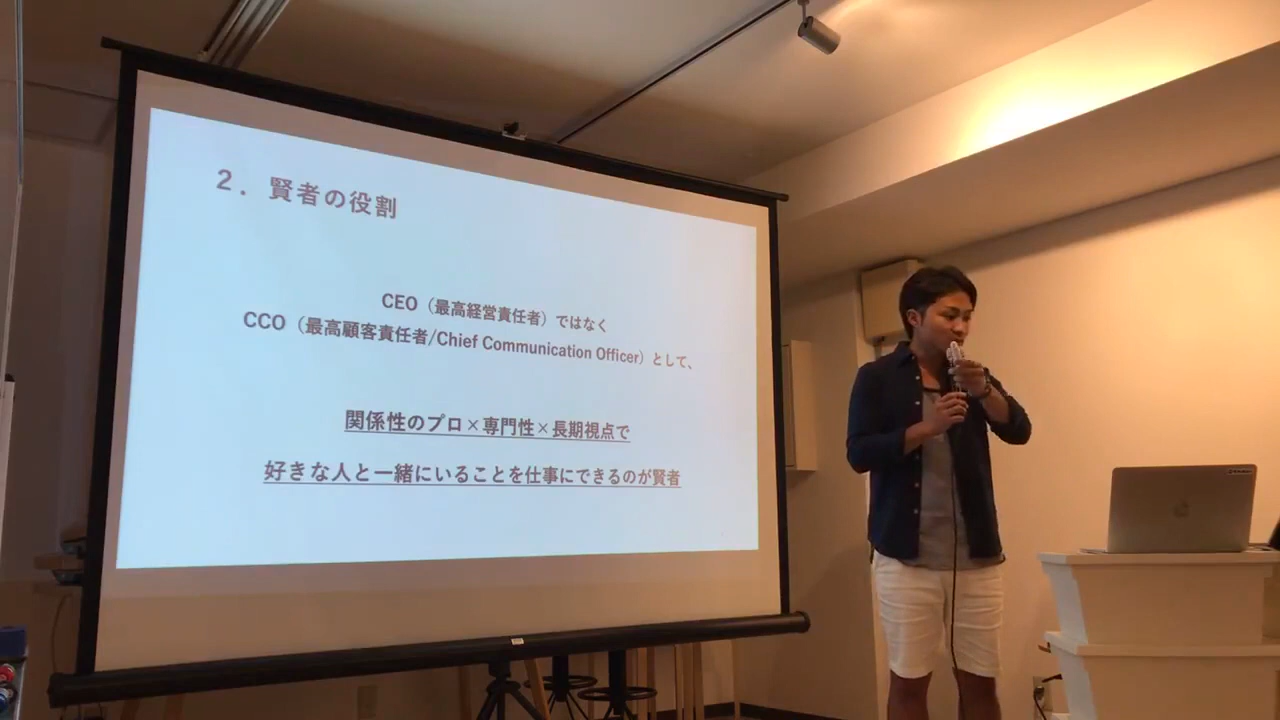 2．賢者の役割
CEO（最高経営責任者）ではなく
CCO（最高顧客責任者/Chief Communication Officer）として、
関係性のプロ×専門性×長期視点で
好きな人と一緒にいることを仕事にできるのが賢者